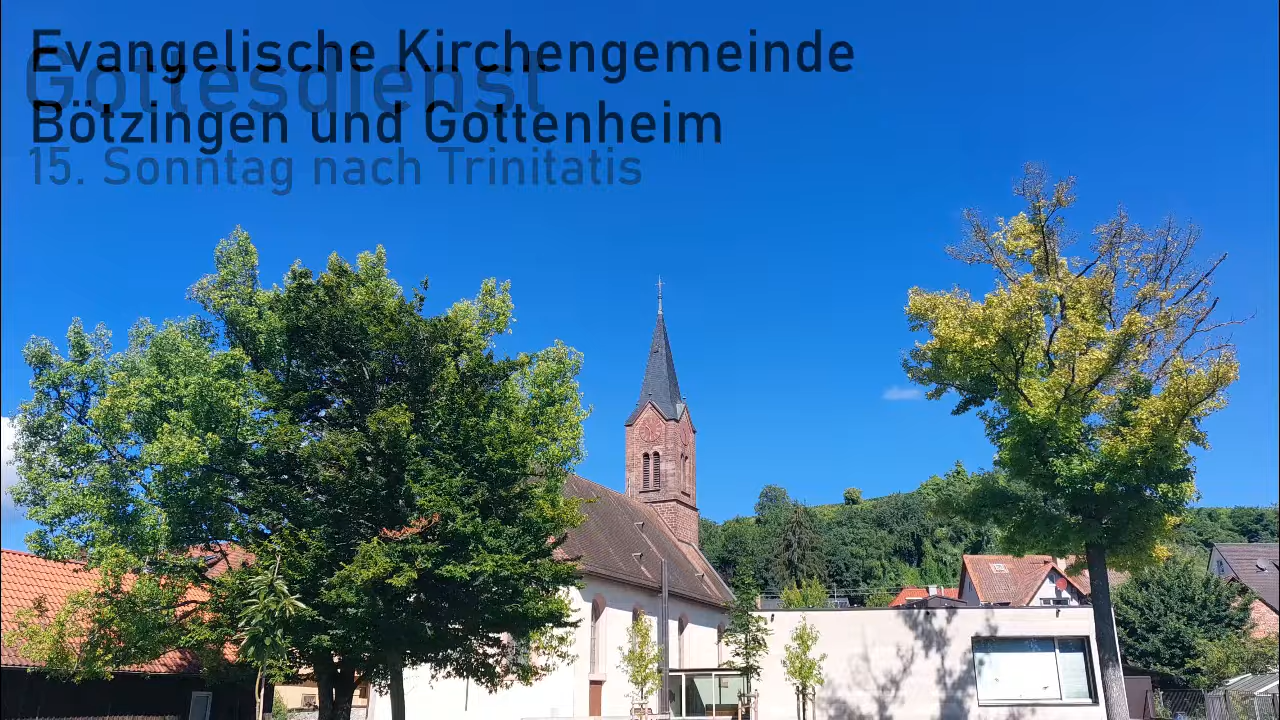 Evangelische Kirchengemeinde
Gottesdienst
Bötzingen und Gottenheim
15. Sonntag nach Trinitatis